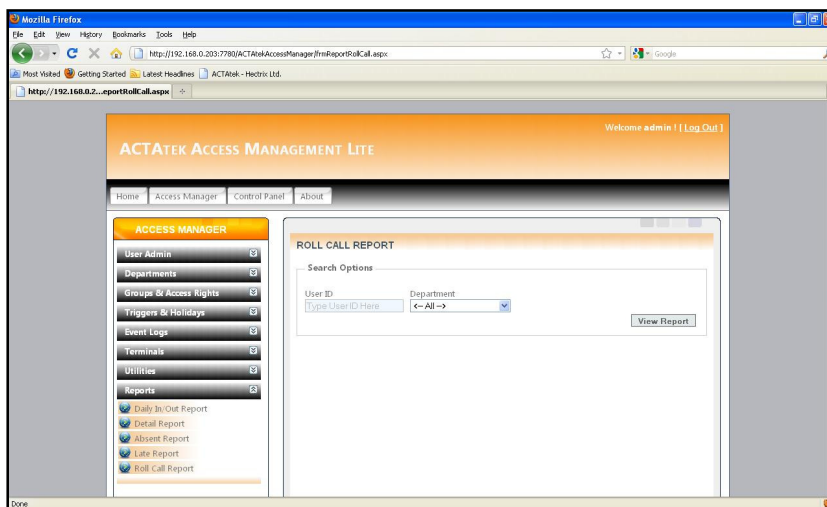 Mozilla Firefox
File Edit View History Bookmarks Tools Help
http://192.168.0.203:7780/ACTAtekAccessManager/frmReportRollCall.aspx
Google
Most Visited Getting Started Latest Headlines ACTAtek - Hectrix Ltd.
http://192.168.0.2...eportRollCall.aspx
Welcome admin ! [ Log Out ]
ACTATEK ACCESS MANAGEMENT LITE
Home Access Manager Control Panel About
ACCESS MANAGER
User Admin
Departments
Groups & Access Rights
Triggers & Holidays
Event Logs
Terminals
Utilities
Reports
Daily In/Out Report
Detail Report
Absent Report
Late Report
Roll Call Report
ROLL CALL REPORT
Search Options
User ID Department
Type User ID Here <-- All -->
View Report
Done